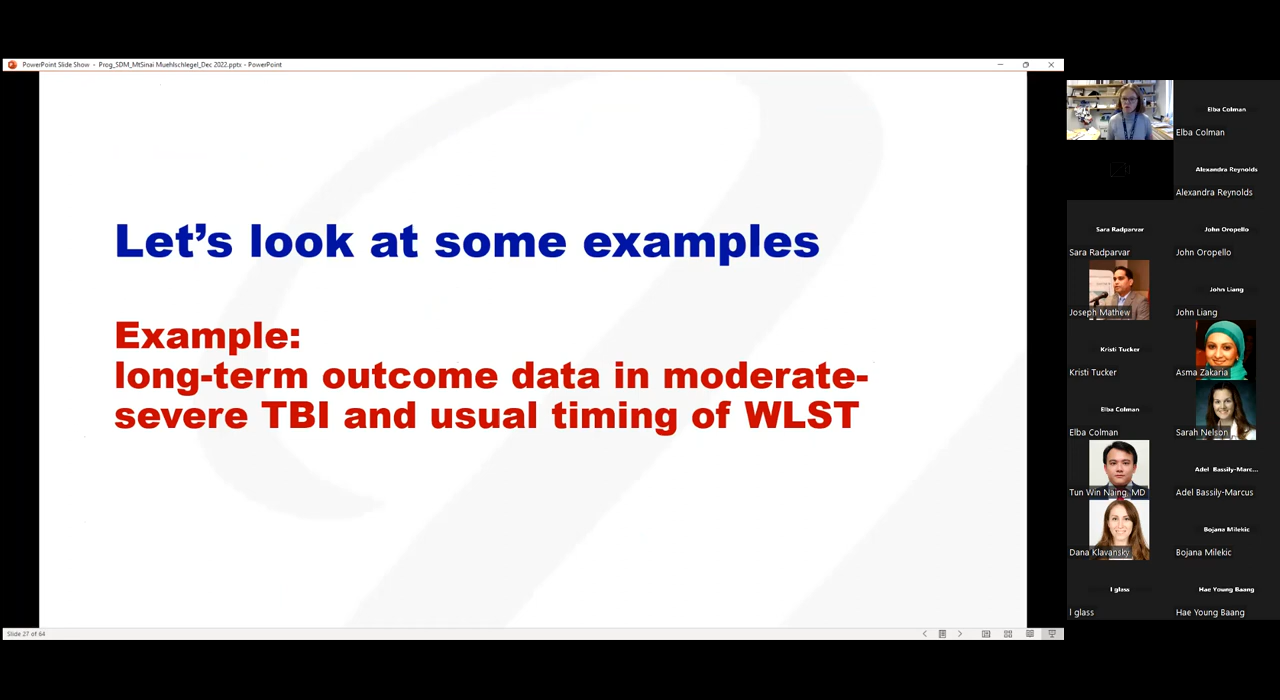 PowerPoint Slide Show - Prog_SDM_MtSinai Muehlschlegel_Dec 2022.pptx - PowerPoint
Let's look at some examples
Example:
long-term outcome data in moderate-
severe TBI and usual timing of WLST
Slide 27 of 64
Elba Colman
Elba Colman
Alexandra Reynolds
Alexandra Reynolds
Sara Radparvar
Sara Radparvar
John Oropello
John Oropello
Joseph Mathew
John Liang
John Liang
Kristi Tucker
Kristi Tucker
Asma Zakaria
Elba Colman
Elba Colman
Sarah Nelson
Tun Win Naing, MD
Adel Bassily-Marc...
Adel Bassily-Marcus
Dana Klavansky
Bojana Milekic
Bojana Milekic
I glass
I glass
Hae Young Baang
Hae Young Baang